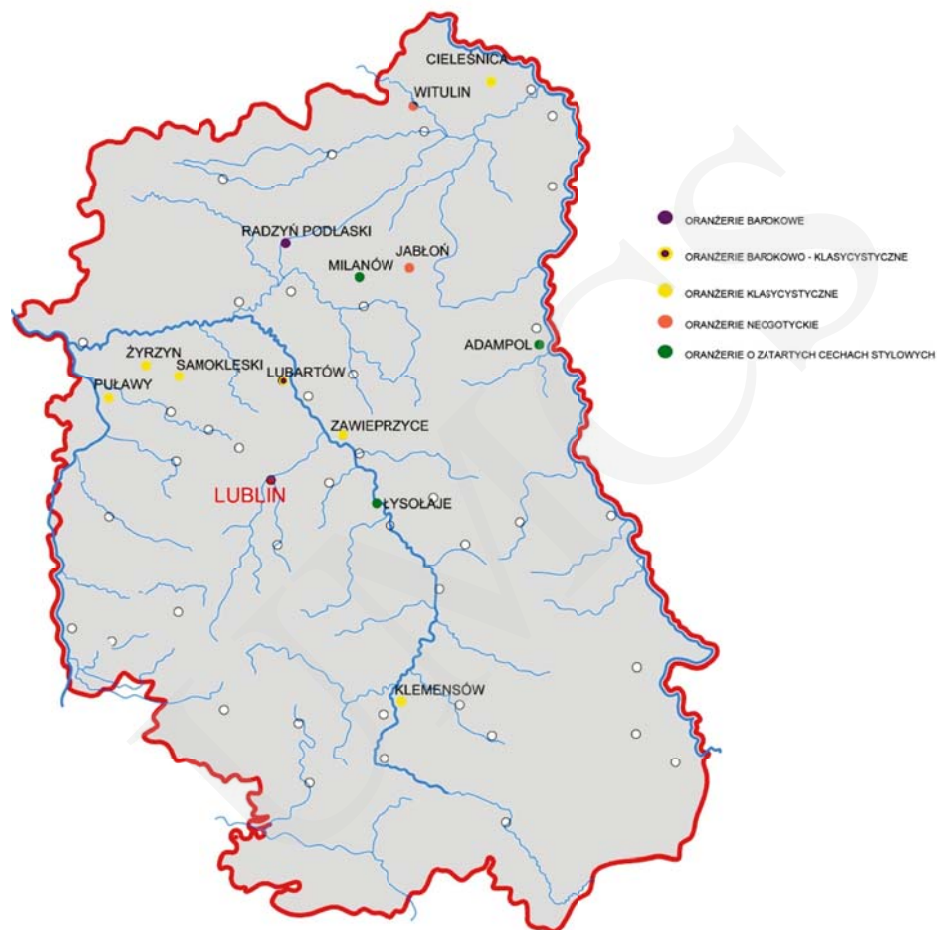 CIELEŚNICA
WITULIN
RADZYŃ PODLASKI
JABŁOŃ
MILANÓW
ADAMPOL
ŻYRZYN
SAMOKLĘSKI
LUBARTÓW
PUŁAWY
ZAWIEPRZYCE
LUBLIN
ŁYSOŁAJE
KLEMENSÓW
ORANŻERIE BAROKOWE
ORANŻERIE BAROKOWO - KLASYCYSTYCZNE
ORANŻERIE KLASYCYSTYCZNE
ORANŻERIE NEOGOTYCKIE
ORANŻERIE O ZATARTYCH CECHACH STYLOWYCH
UMCS